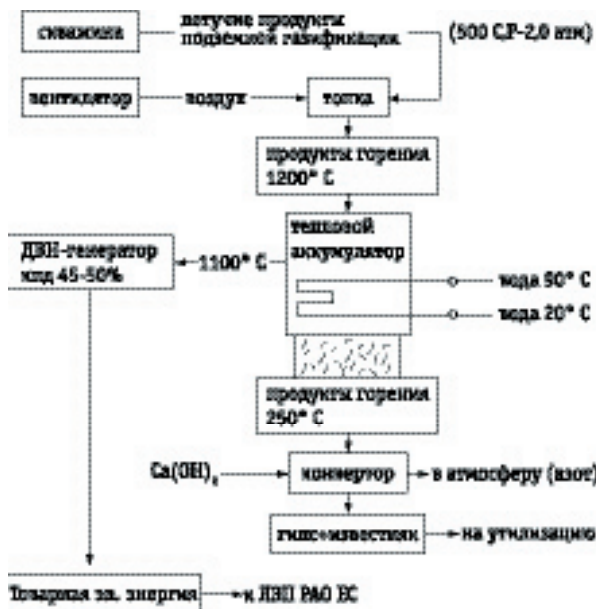 скважина
летучие продукты
подземной газификации
(500 С,Р-2,0 атм)
вентилятор
воздух
топка
продукты горения
1200° С
тепловой
аккумулятор
ДВН-генератор
кпд 45-50%
1100° С
вода 90° С
вода 20° С
продукты горения
250° С
Ca(OH)₂
конвертор
в атмосферу (азот)
гипс+известняк
на утилизацию
Товарная эл. энергия
к ЛЭП РАО ЕС